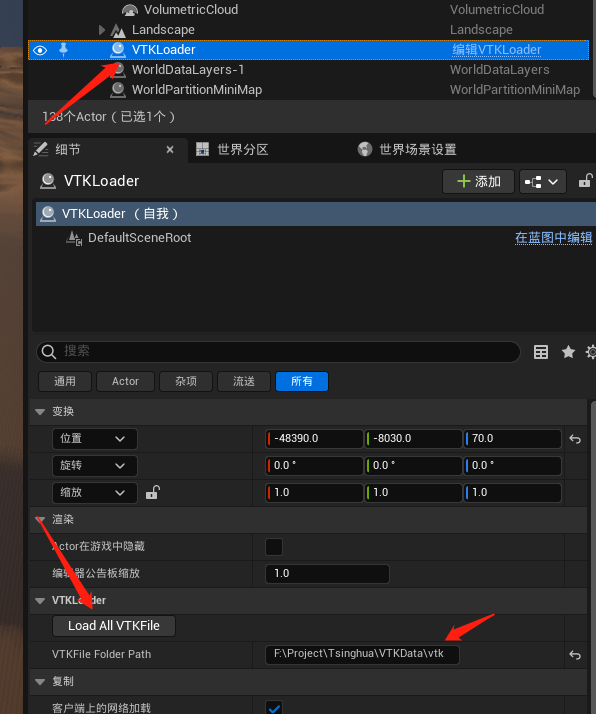 VolumetricCloud VolumetricCloud
Landscape Landscape
VTKLoader 编辑VTKLoader
WorldDataLayers-1 WorldDataLayers
WorldPartitionMiniMap WorldPartitionMiniMap
138个Actor（已选1个）
细节 世界分区 世界场景设置
VTKLoader 添加
VTKLoader （自我）
DefaultSceneRoot 在蓝图中编辑
搜索
通用 Actor 杂项 流送 所有
变换
位置 -48390.0 -8030.0 70.0
旋转 0.0 ° 0.0 ° 0.0 °
缩放 1.0 1.0 1.0
渲染
Actor在游戏中隐藏
编辑器公告板缩放 1.0
VTKLoader
Load All VTKFile
VTKFile Folder Path F:\Project\Tsinghua\VTKData\vtk
复制
客户端上的网络加载